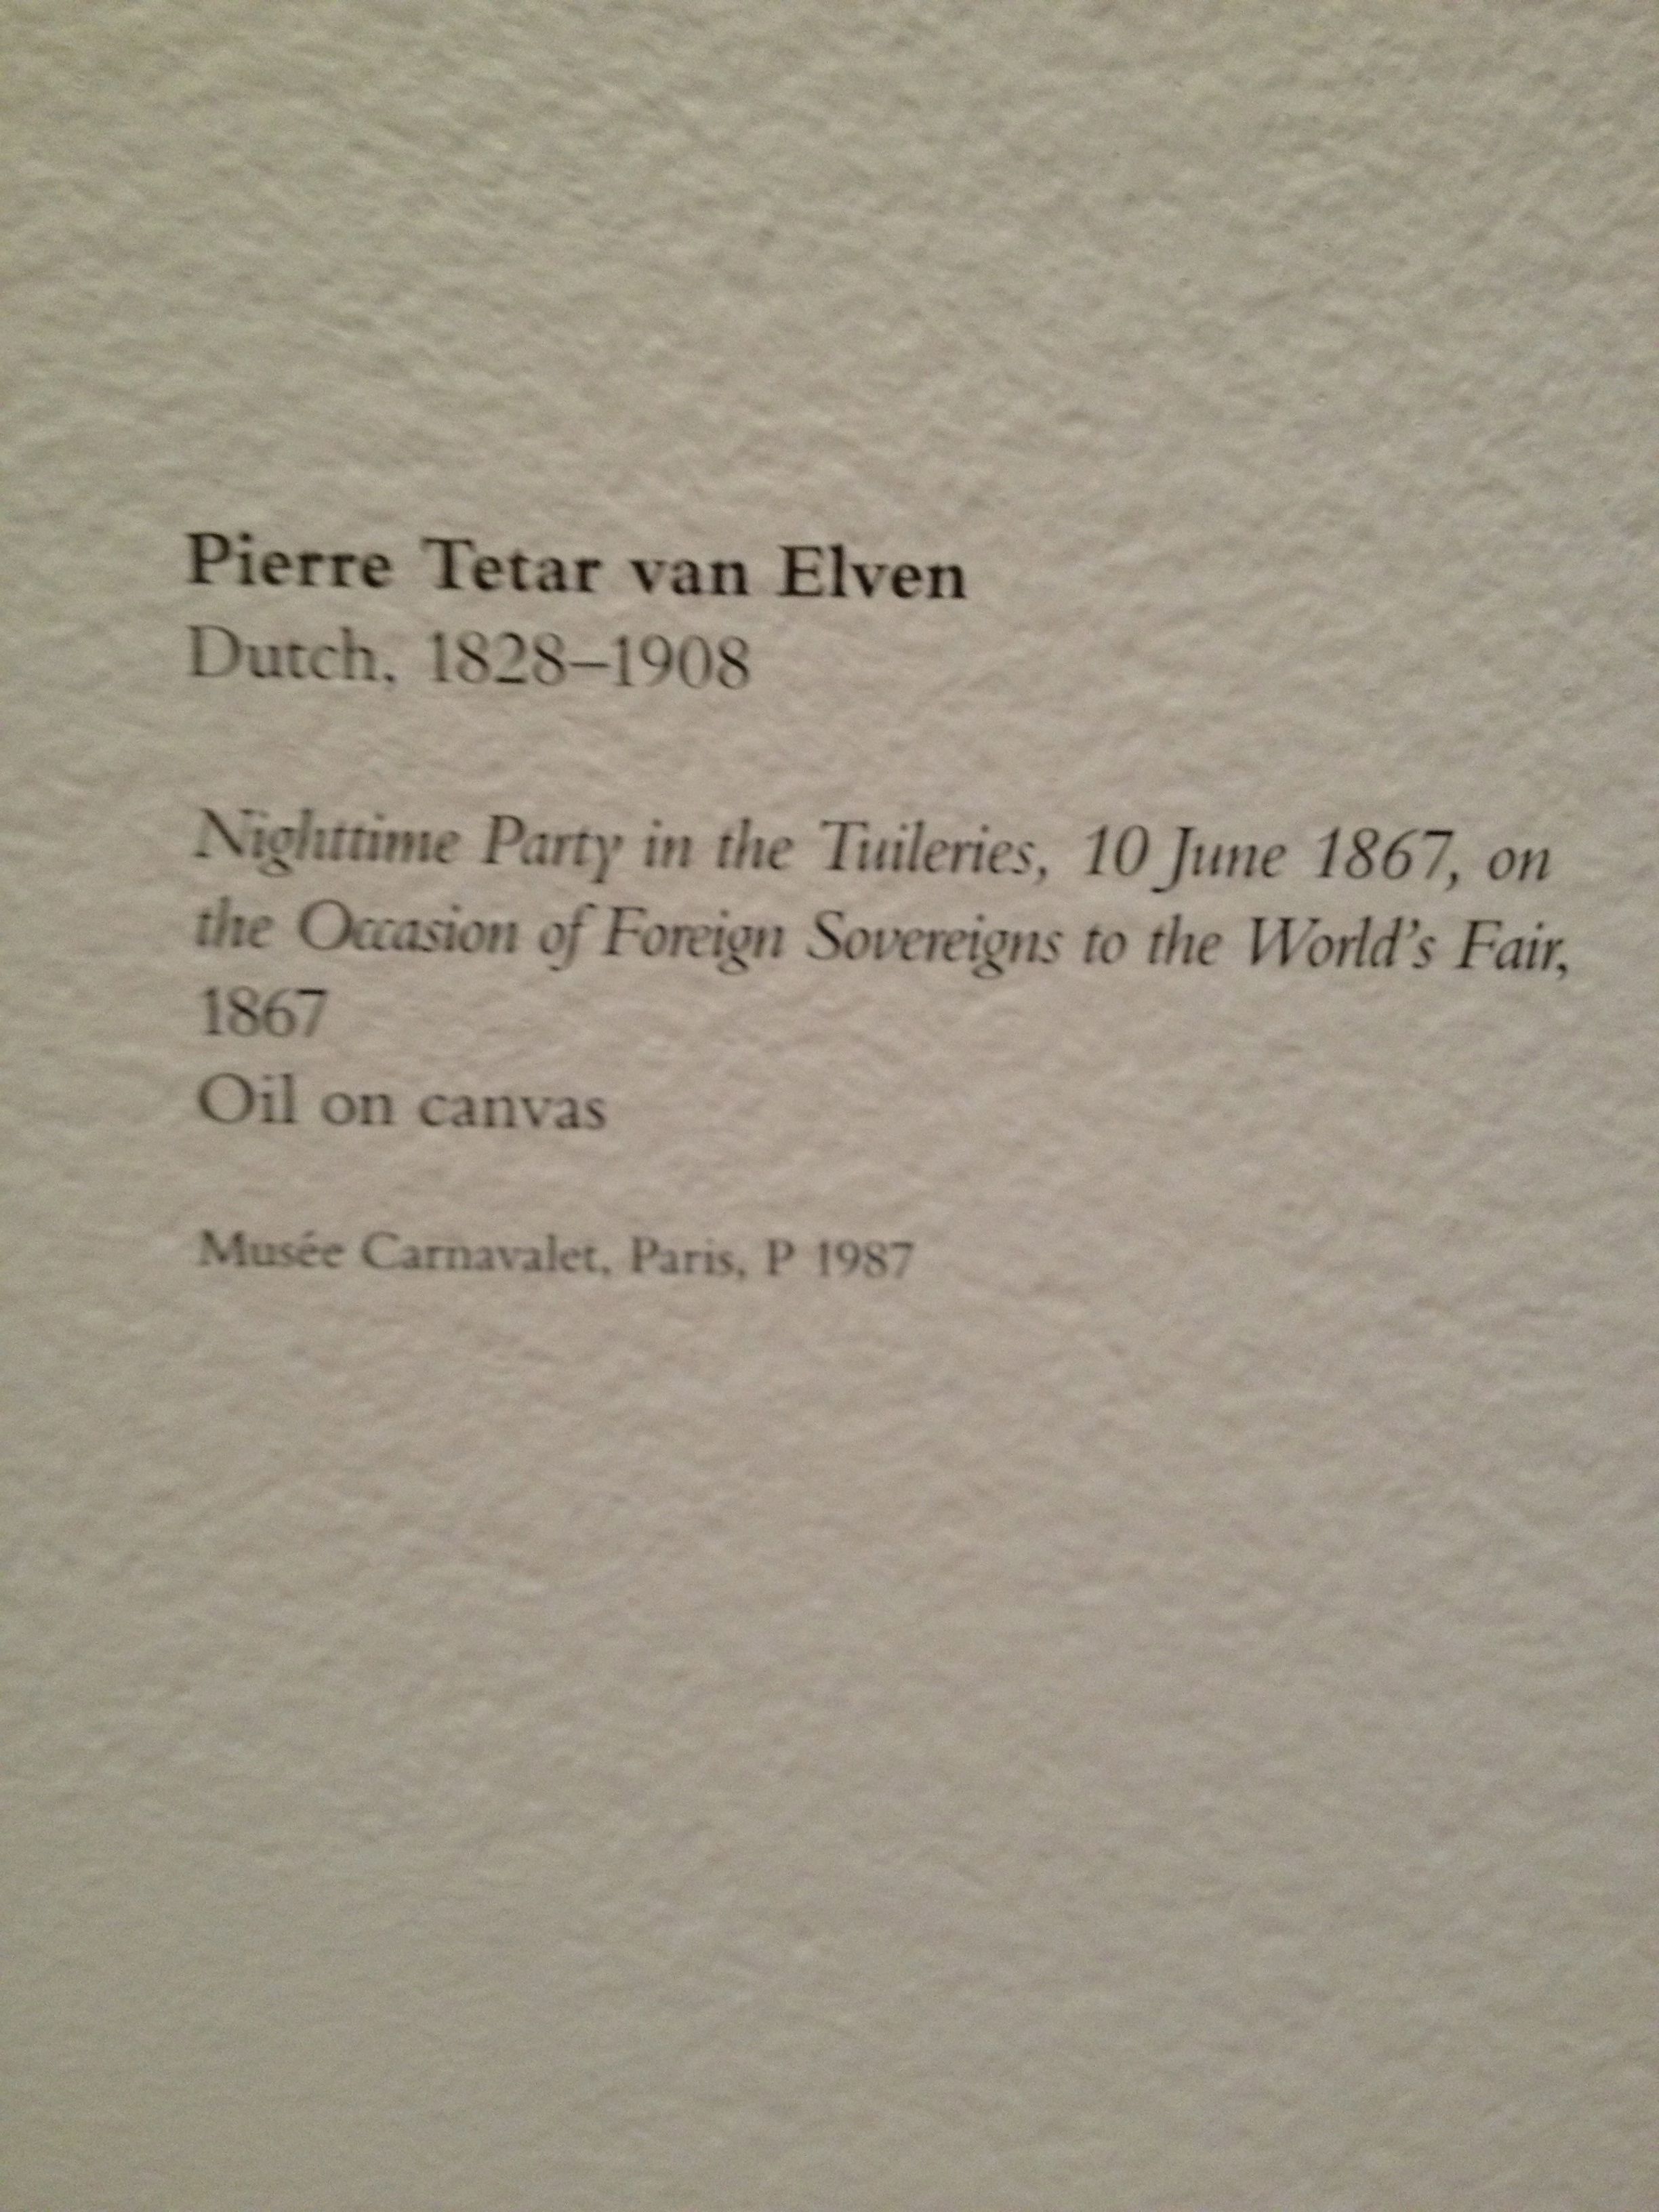 Pierre Tetar van Elven
Dutch, 1828–1908
Nighttime Party in the Tuileries, 10 June 1867, on
the Occasion of Foreign Sovereigns to the World's Fair,
1867
Oil on canvas
Musée Carnavalet, Paris, P 1987